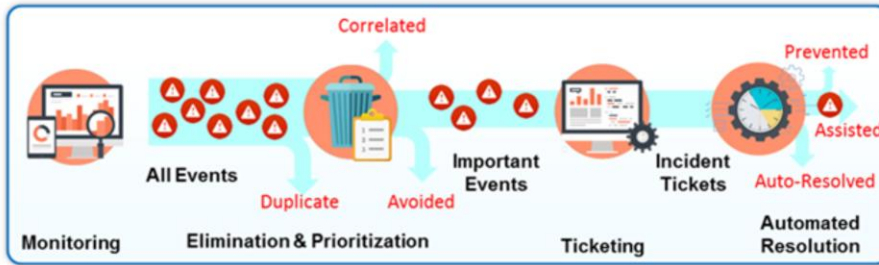 Correlated
Prevented
Assisted
All Events
Important
Events
Incident
Tickets
Duplicate
Avoided
Auto-Resolved
Monitoring
Elimination & Prioritization
Ticketing
Automated
Resolution